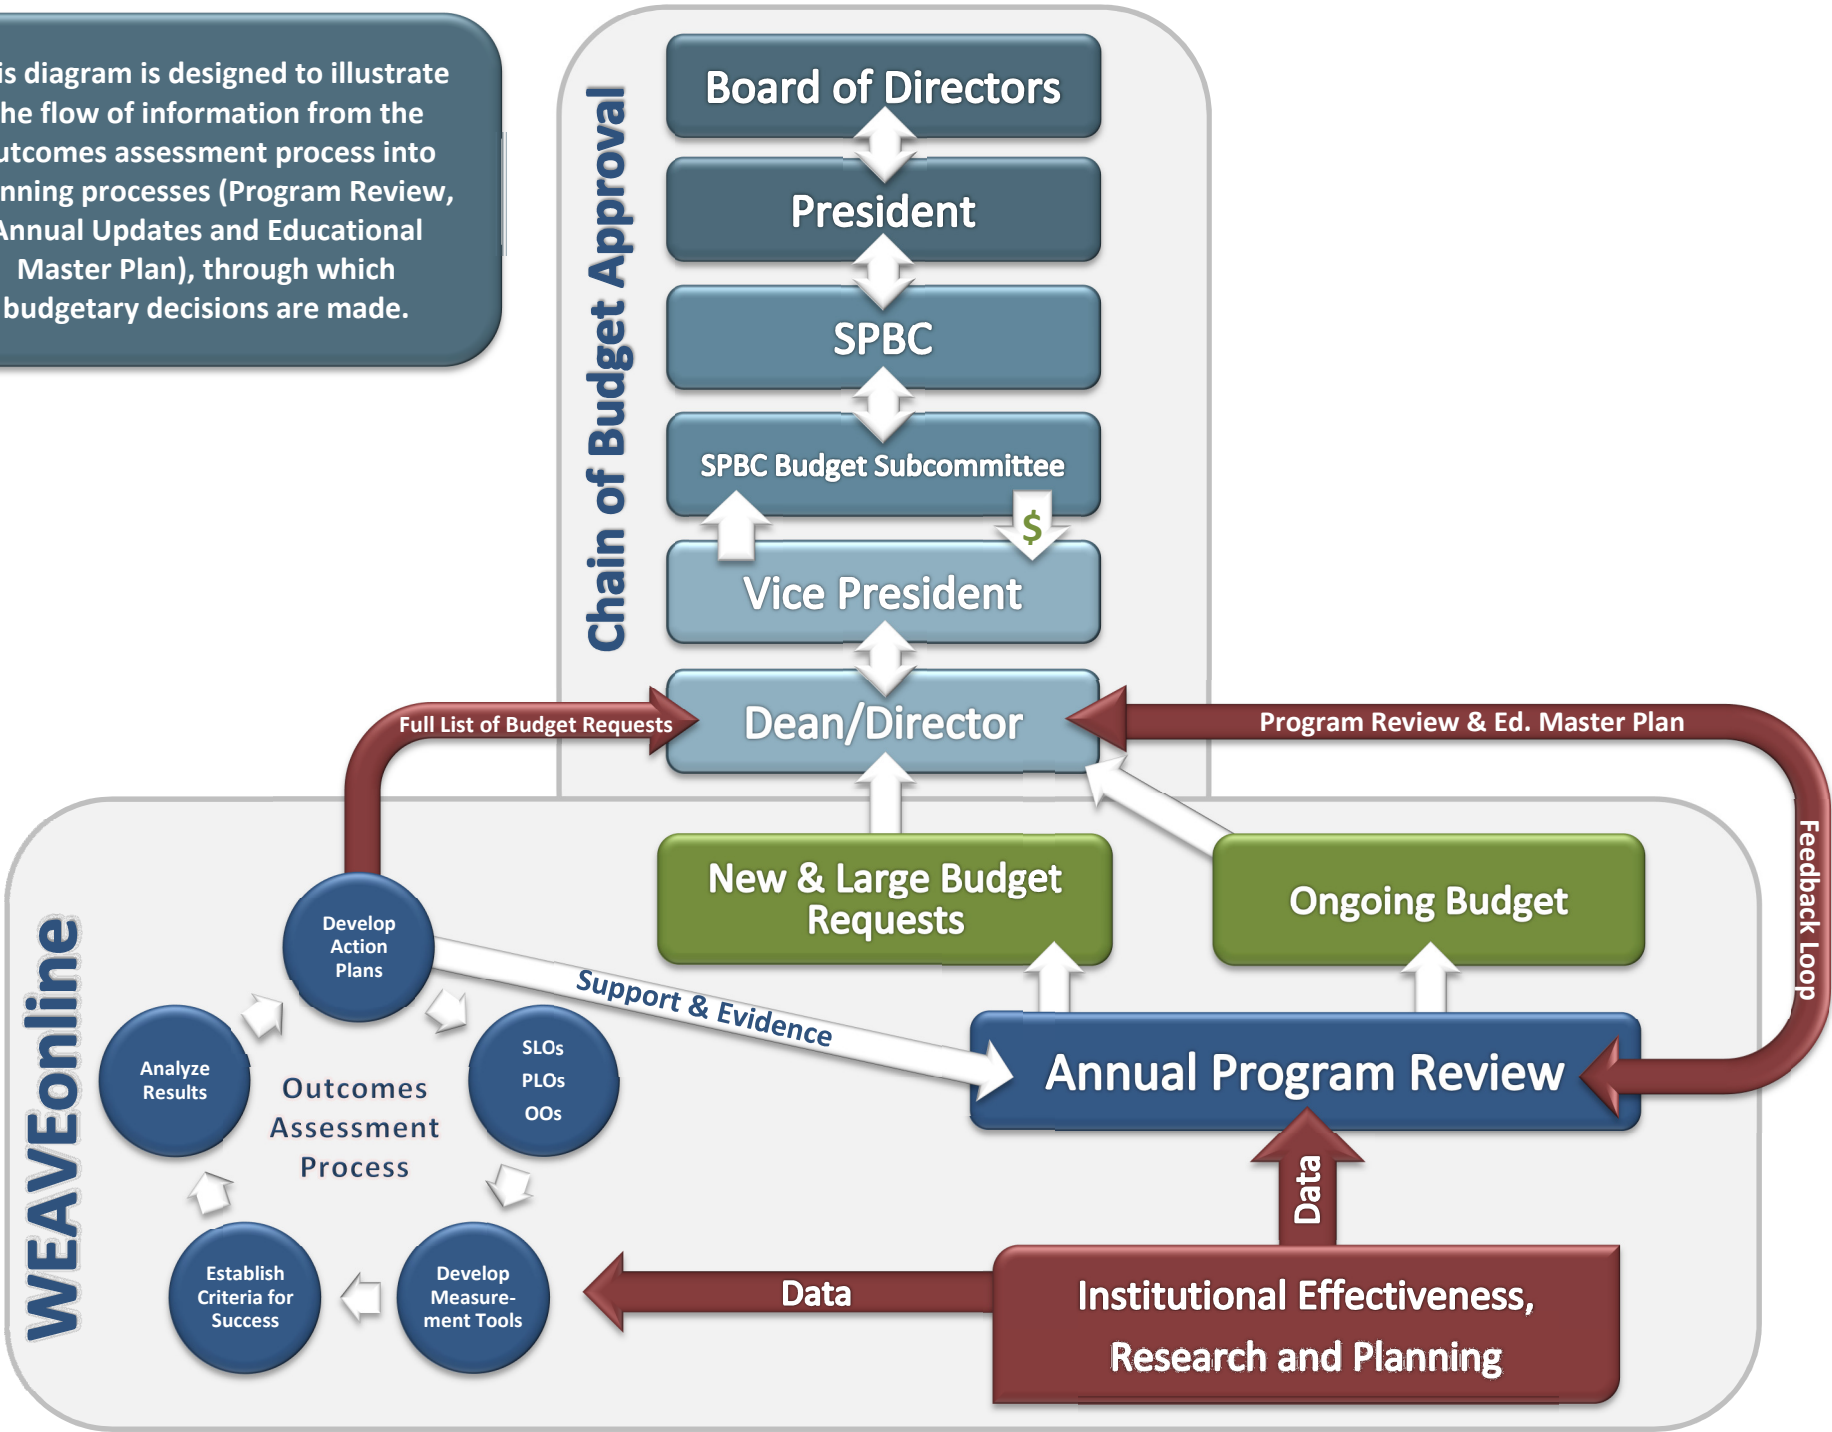 is diagram is designed to illustrate
he flow of information from the
utcomes assessment process into
nning processes (Program Review,
Annual Updates and Educational
Master Plan), through which
budgetary decisions are made.
Chain of Budget Approval
Board of Directors
President
SPBC
SPBC Budget Subcommittee
$
Vice President
Dean/Director
Full List of Budget Requests
Program Review & Ed. Master Plan
Feedback Loop
New & Large Budget
Requests
Ongoing Budget
Support & Evidence
Annual Program Review
Data
Data
Institutional Effectiveness,
Research and Planning
WEAVEonline
Outcomes
Assessment
Process
Develop
Action
Plans
SLOs
PLOs
OOs
Develop
Measure-
ment Tools
Establish
Criteria for
Success
Analyze
Results